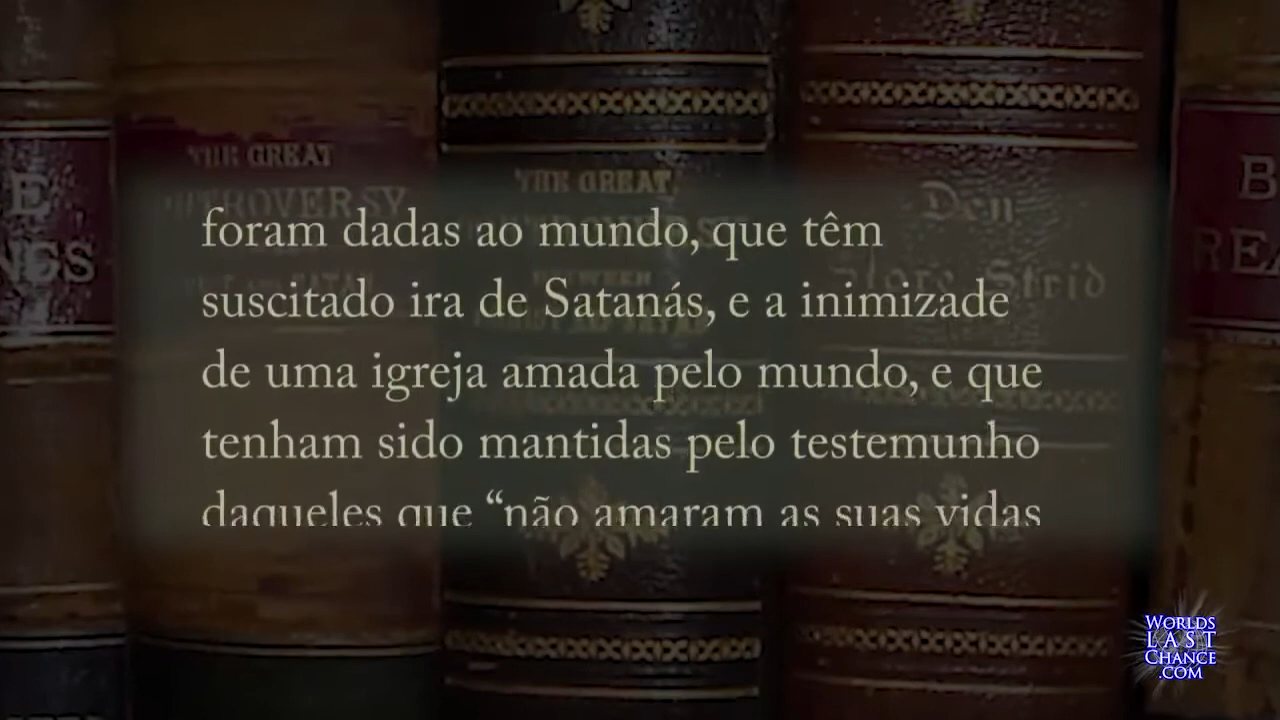 THE GREAT
THE GREAT
foram dadas ao mundo, que têm
suscitado ira de Satanás, e a inimizade
de uma igreja amada pelo mundo, e que
tenham sido mantidas pelo testemunho
daqueles que “não amaram as suas vidas
WORLDS
LAST
CHANCE
.COM